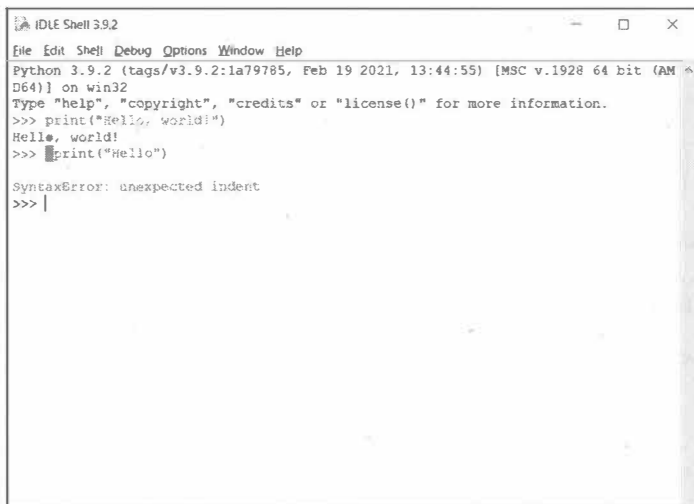 IDLE Shell 3.9.2
File Edit Shell Debug Options Window Help
Python 3.9.2 (tags/v3.9.2:1a79785, Feb 19 2021, 13:44:55) [MSC v.1928 64 bit (AM
D64)] on win32
Type "help", "copyright", "credits" or "license()" for more information.
>>> print("Hello, world!")
Hello, world!
>>> print("Hello")
SyntaxError: unexpected indent
>>>